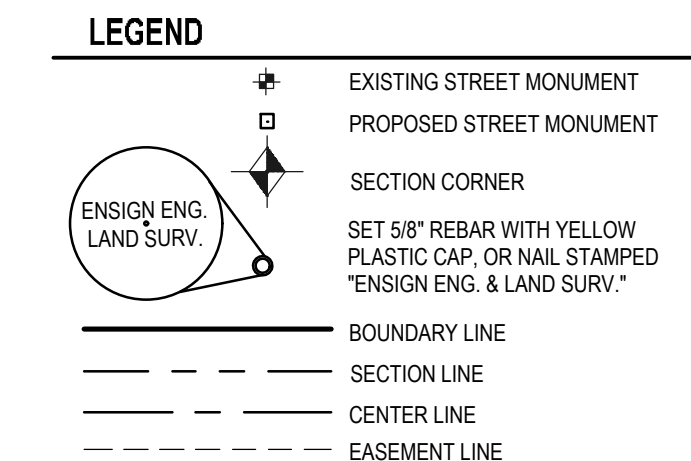 LEGEND
EXISTING STREET MONUMENT
PROPOSED STREET MONUMENT
SECTION CORNER
ENSIGN ENG.
LAND SURV.
SET 5/8" REBAR WITH YELLOW
PLASTIC CAP, OR NAIL STAMPED
"ENSIGN ENG. & LAND SURV."
BOUNDARY LINE
SECTION LINE
CENTER LINE
EASEMENT LINE